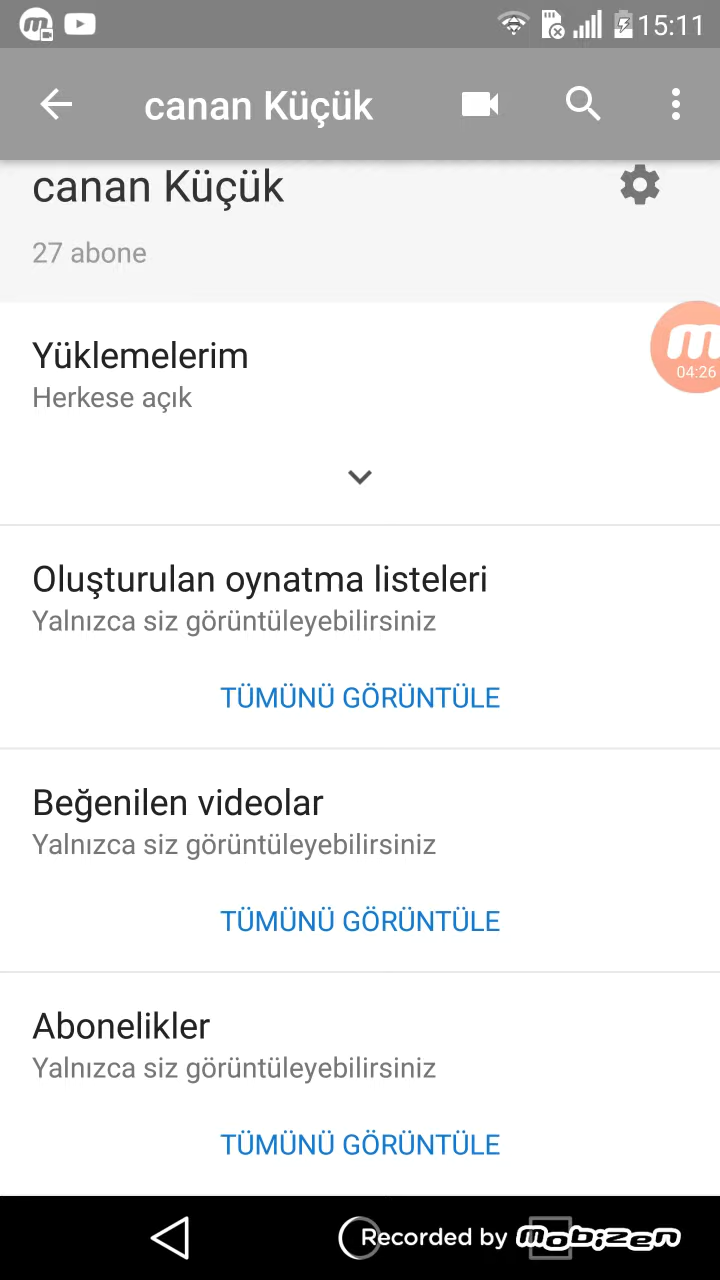 15:11
canan Küçük
canan Küçük
27 abone
Yüklemelerim
Herkese açık
m
04:26
Oluşturulan oynatma listeleri
Yalnızca siz görüntüleyebilirsiniz
TÜMÜNÜ GÖRÜNTÜLE
Beğenilen videolar
Yalnızca siz görüntüleyebilirsiniz
TÜMÜNÜ GÖRÜNTÜLE
Abonelikler
Yalnızca siz görüntüleyebilirsiniz
TÜMÜNÜ GÖRÜNTÜLE
Recorded by mobizen